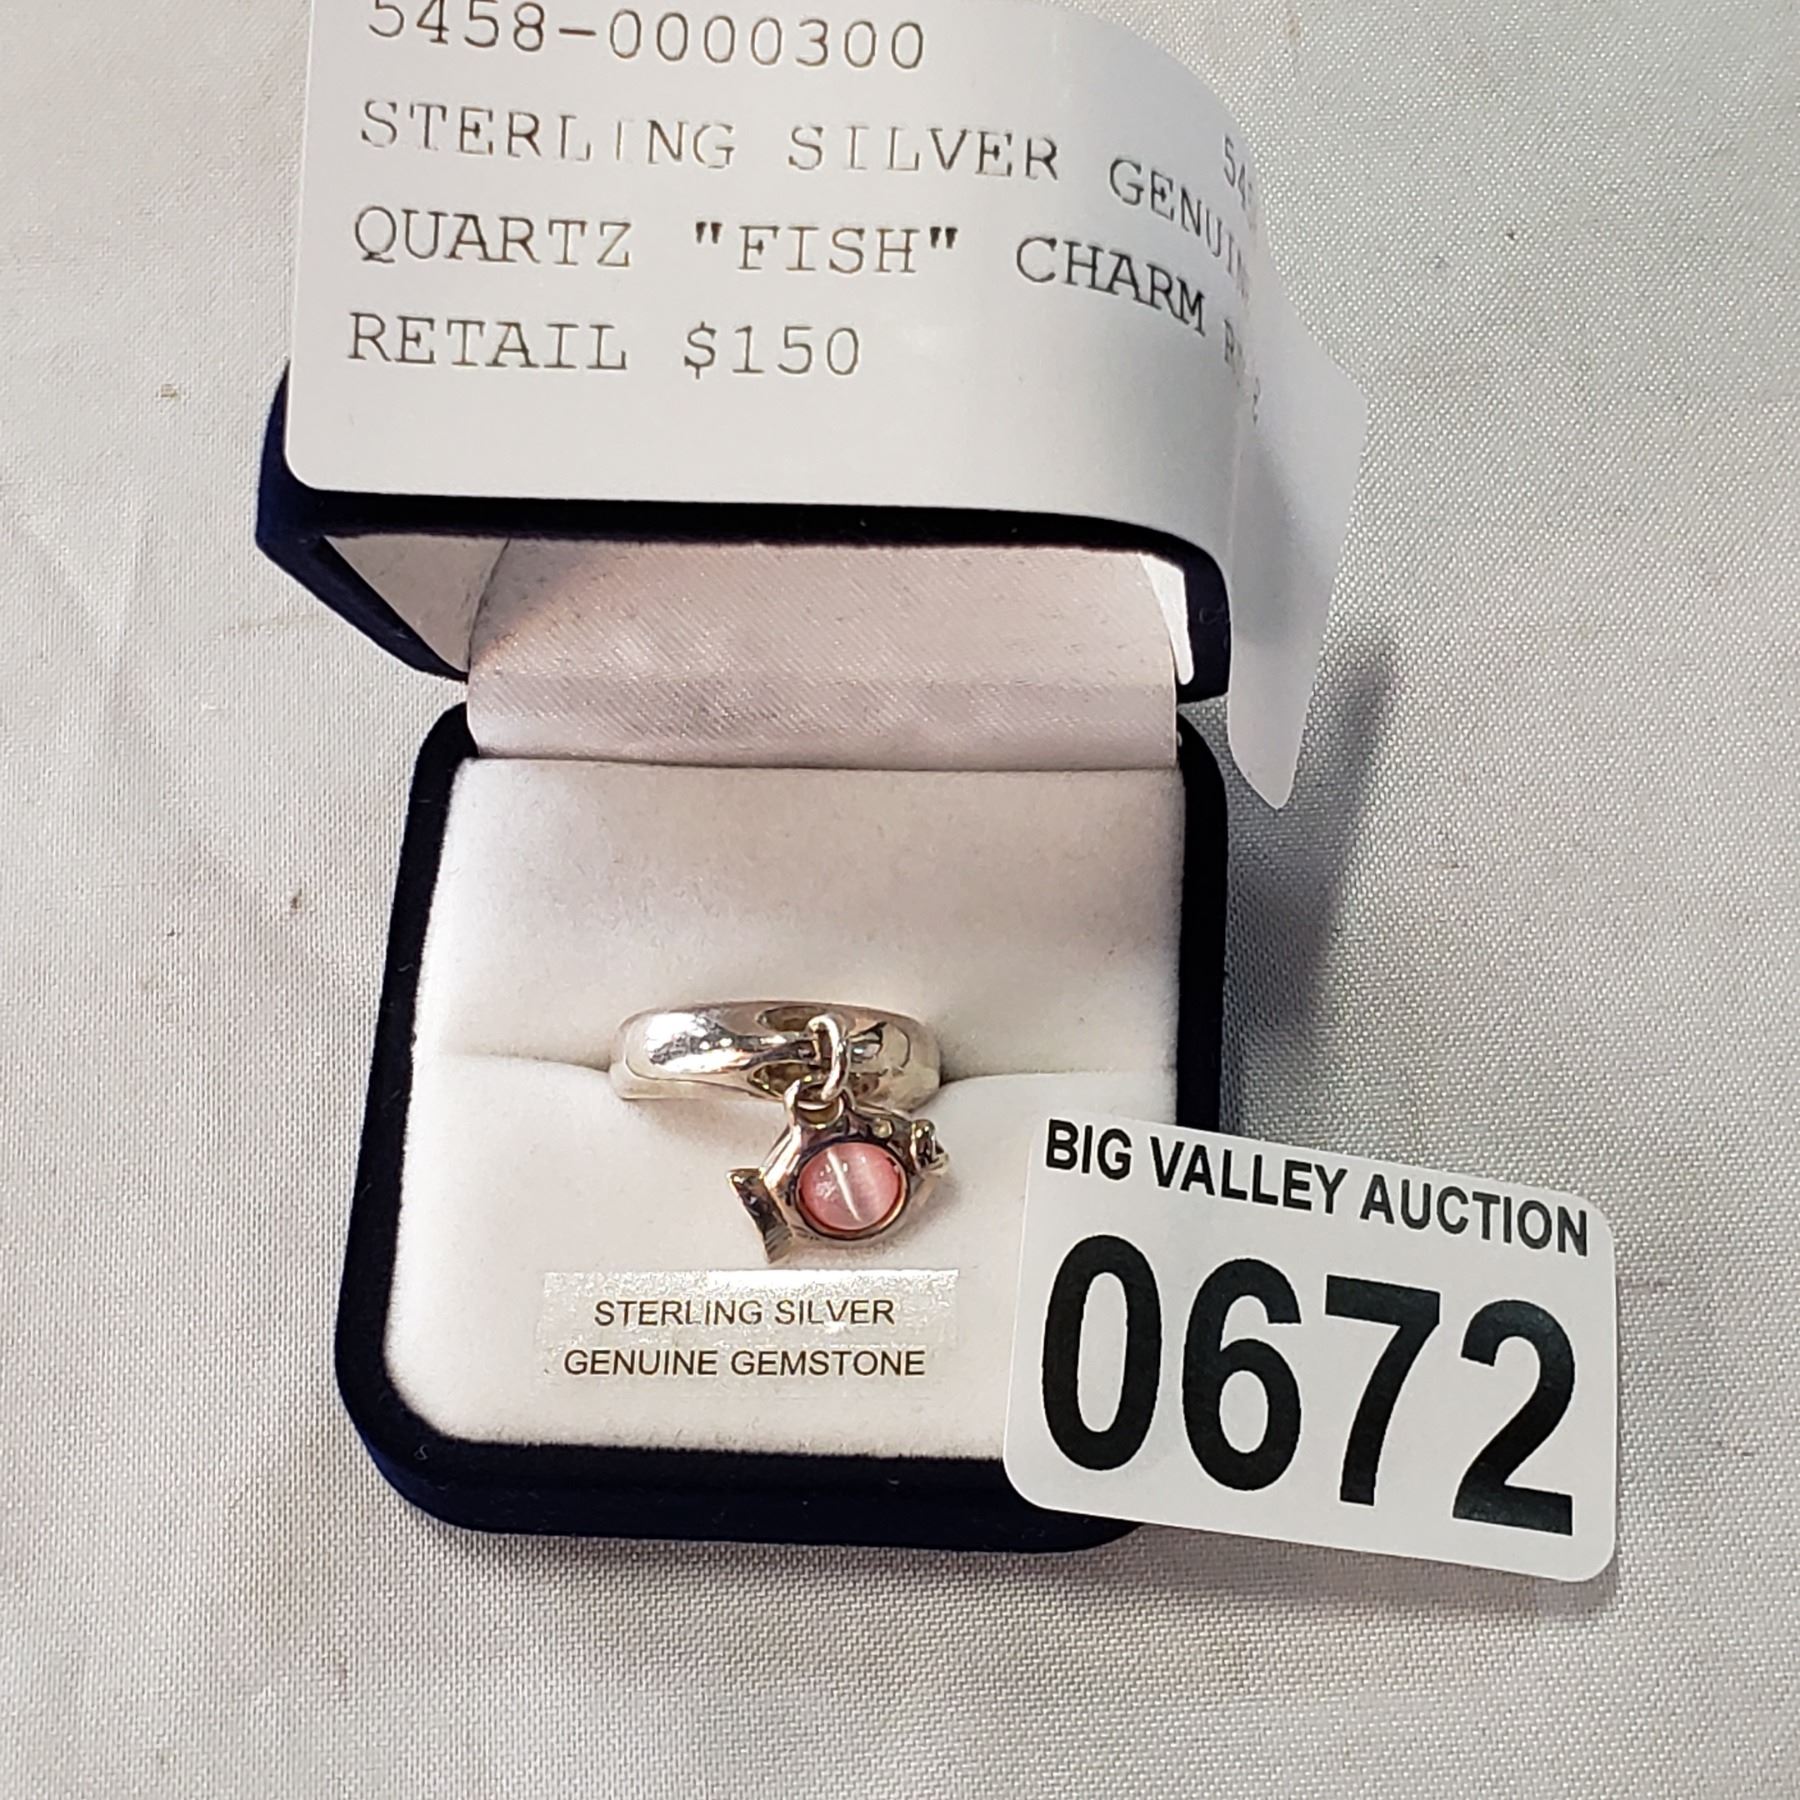 5458-0000300
STERLING SILVER
QUARTZ "FISH" CHARM
RETAIL $150
STERLING SILVER
GENUINE GEMSTONE
BIG VALLEY AUCTION
0672